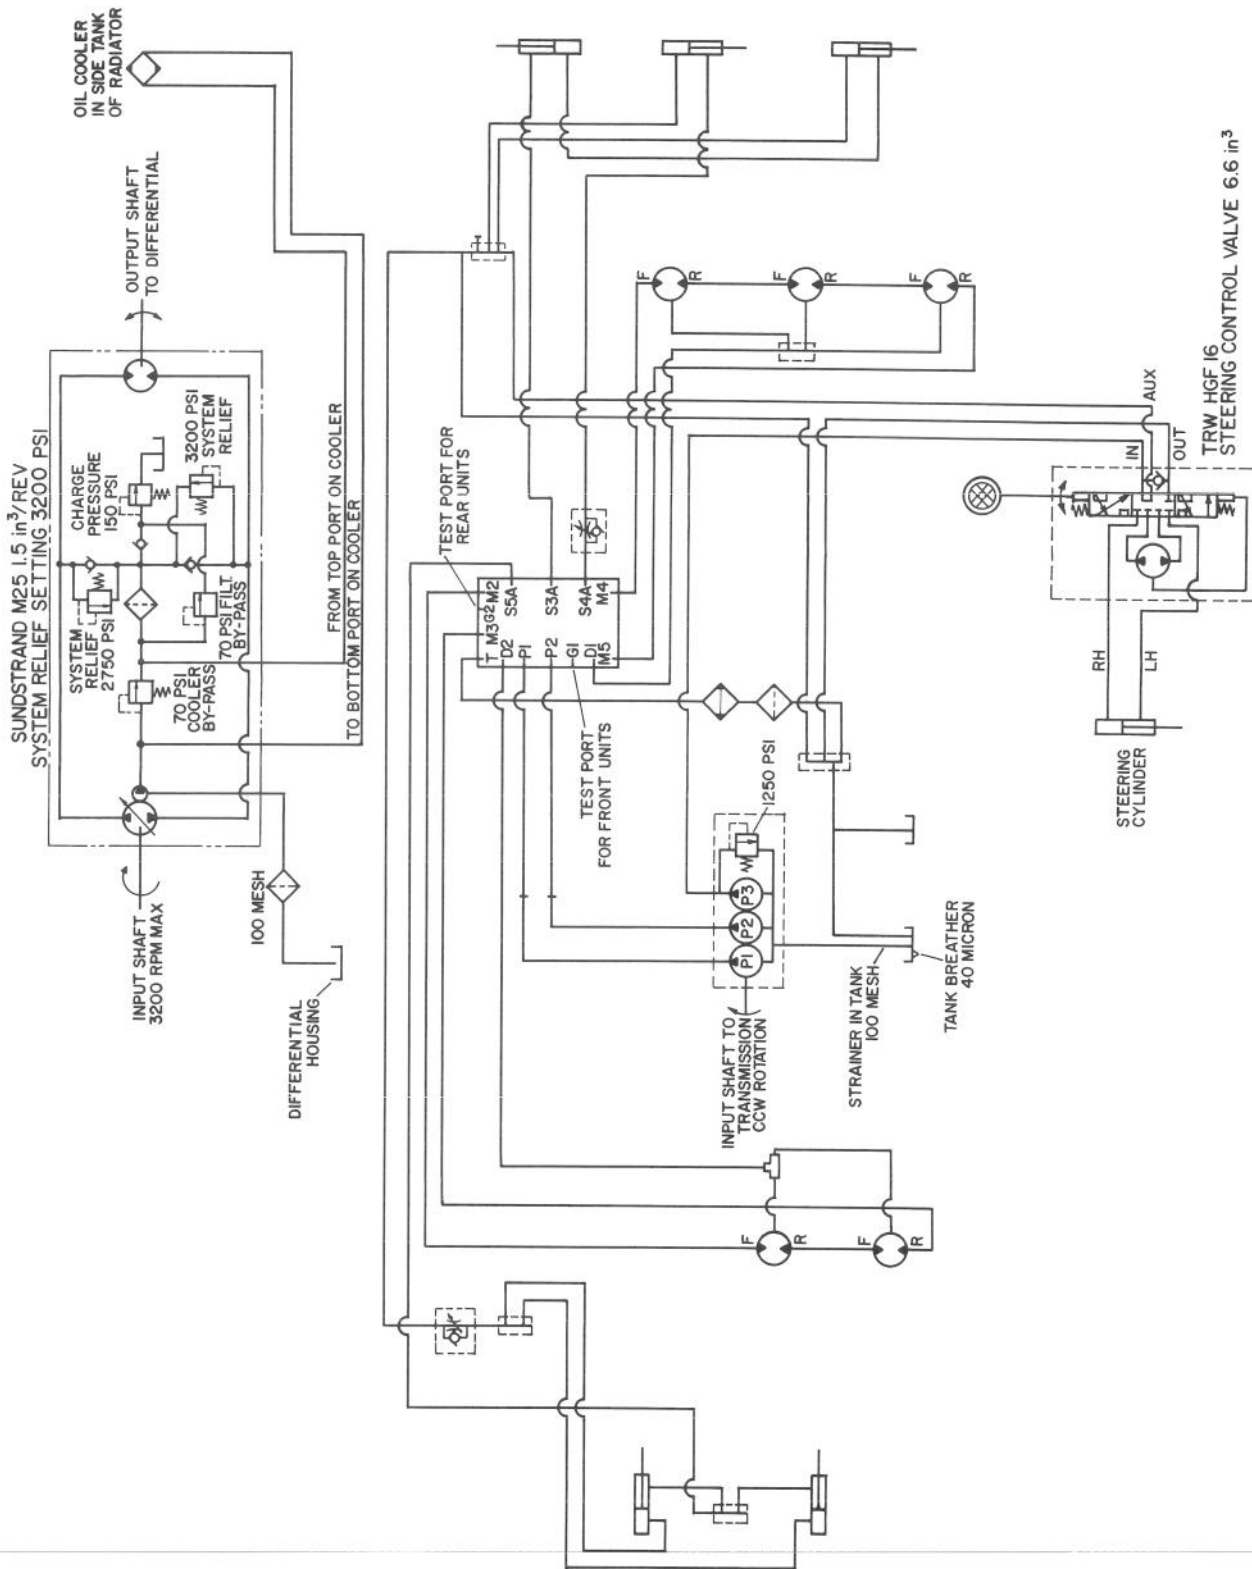 SUNDSTRAND M25 1.5 in³/REV
SYSTEM RELIEF SETTING 3200 PSI
INPUT SHAFT
3200 RPM MAX
100 MESH
DIFFERENTIAL
HOUSING
70 PSI
COOLER
BY-PASS
SYSTEM
RELIEF
2750 PSI
CHARGE
PRESSURE
150 PSI
70 PSI FILT.
BY-PASS
3200 PSI
SYSTEM
RELIEF
OUTPUT SHAFT
TO DIFFERENTIAL
OIL COOLER
IN SIDE TANK
OF RADIATOR
FROM TOP PORT ON COOLER
TO BOTTOM PORT ON COOLER
TEST PORT FOR
REAR UNITS
T
M3
G2
M2
D2
S5A
P1
P2
S3A
G1
S4A
D1
M5
M4
TEST PORT
FOR FRONT UNITS
F
R
F
R
F
R
F
R
F
R
1250 PSI
P1
P2
P3
INPUT SHAFT TO
TRANSMISSION
CCW ROTATION
STRAINER IN TANK
100 MESH
TANK BREATHER
40 MICRON
STEERING
CYLINDER
RH
LH
IN
OUT
AUX
TRW HGF 16
STEERING CONTROL VALVE 6.6 in³